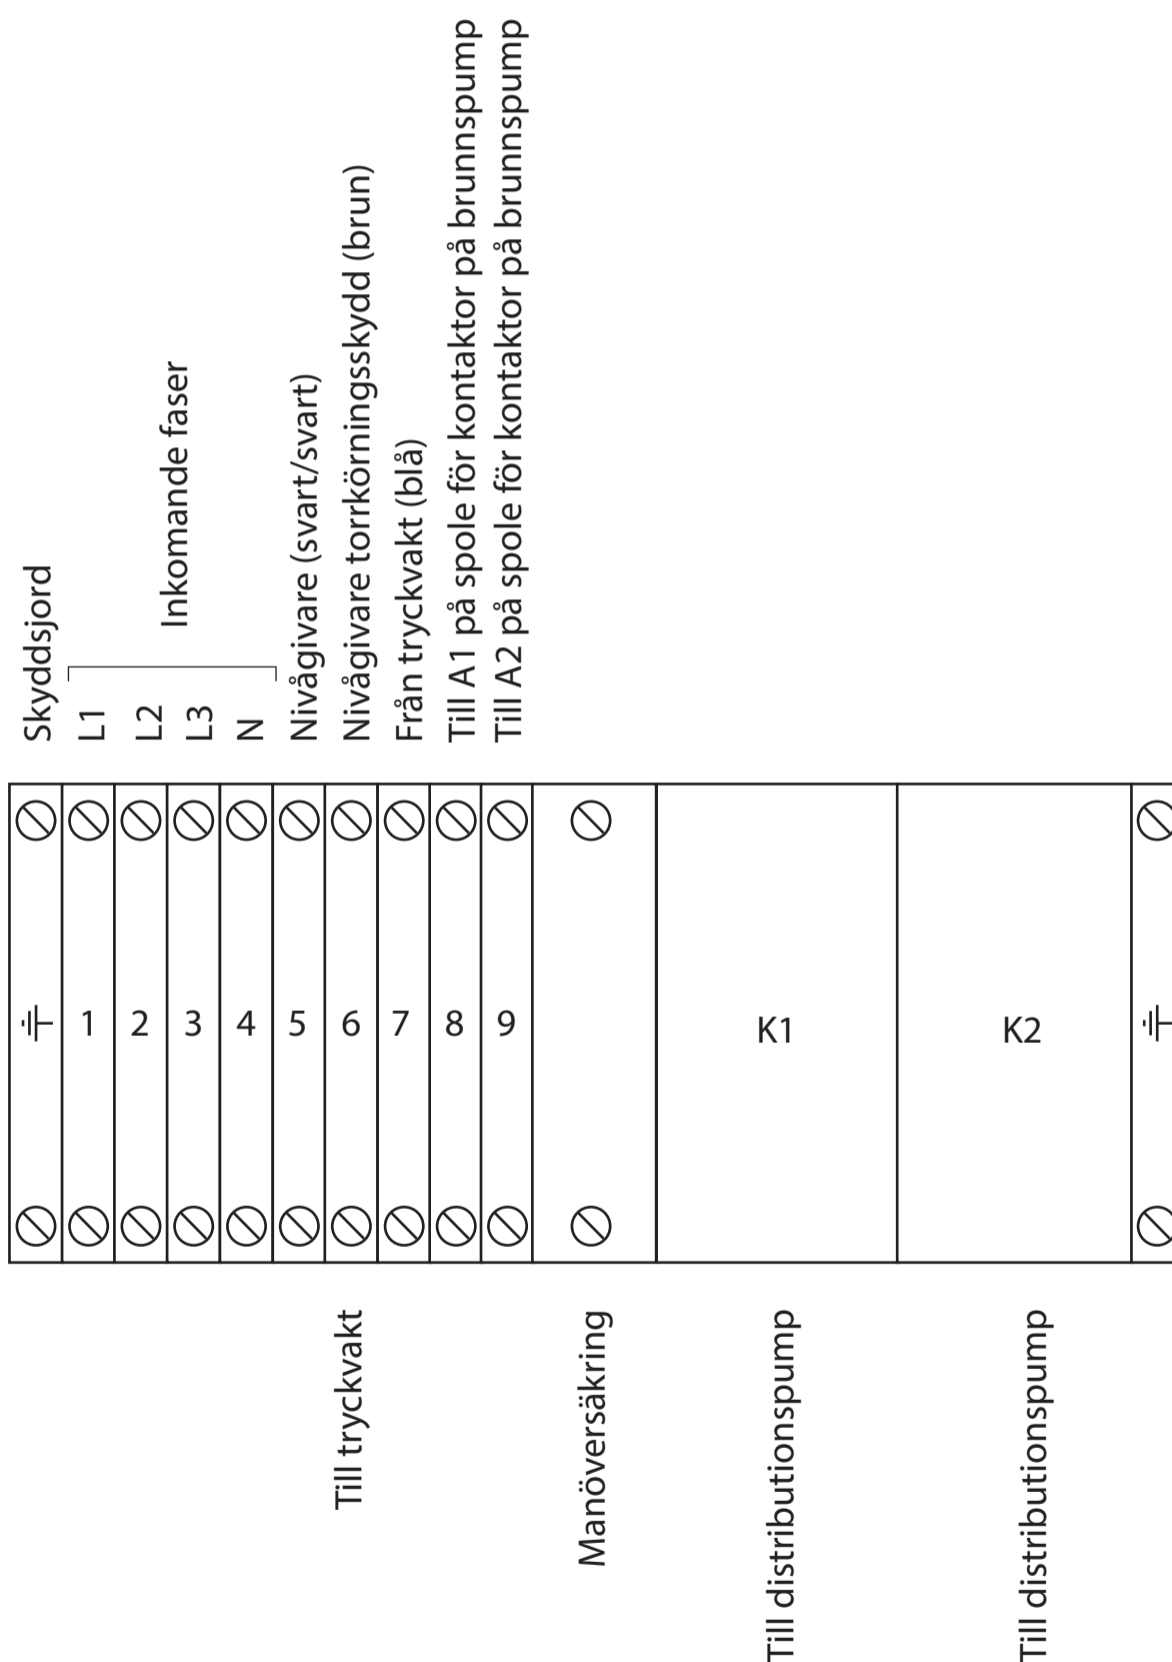 Skyddsjord
L1
L2
L3
N
Inkomande faser
Nivågivare (svart/svart)
Nivågivare torrkörningsskydd (brun)
Från tryckvakt (blå)
Till A1 på spole för kontaktor på brunnspump
Till A2 på spole för kontaktor på brunnspump
1
2
3
4
5
6
7
8
9
K1
K2
Till tryckvakt
Manöversäkring
Till distributionspump
Till distributionspump